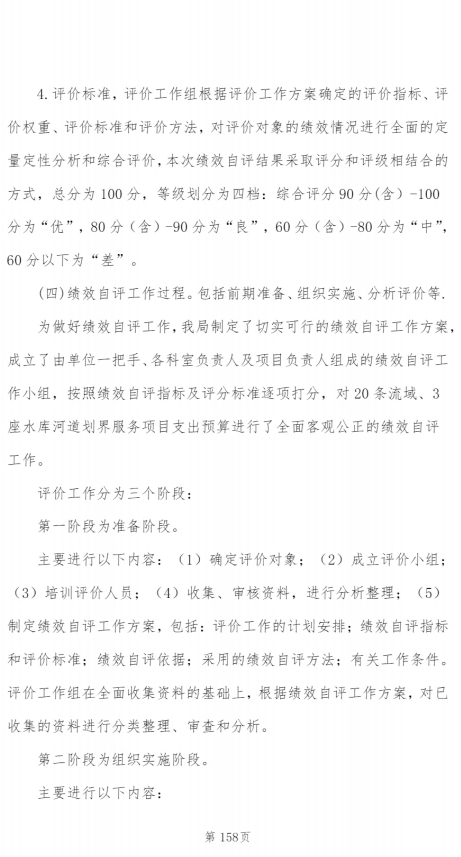 4.评价标准，评价工作组根据评价工作方案确定的评价指标、评
价权重、评价标准和评价方法，对评价对象的绩效情况进行全面的定
量定性分析和综合评价，本次绩效自评结果采取评分和评级相结合的
方式，总分为 100 分，等级划分为四档：综合评分 90 分(含）-100
分为“优”，80 分（含）-90 分为“良”，60 分（含）-80 分为“中”，
60 分以下为“差”。
(四)绩效自评工作过程。包括前期准备、组织实施、分析评价等.
为做好绩效自评工作，我局制定了切实可行的绩效自评工作方案，
成立了由单位一把手、各科室负责人及项目负责人组成的绩效自评工
作小组，按照绩效自评指标及评分标准逐项打分，对 20 条流域、3
座水库河道划界服务项目支出预算进行了全面客观公正的绩效自评
工作。
评价工作分为三个阶段：
第一阶段为准备阶段。
主要进行以下内容：（1）确定评价对象；（2）成立评价小组；
（3）培训评价人员；（4）收集、审核资料，进行分析整理；（5）
制定绩效自评工作方案，包括：评价工作的计划安排；绩效自评指标
和评价标准；绩效自评依据；采用的绩效自评方法；有关工作条件。
评价工作组在全面收集资料的基础上，根据绩效自评工作方案，对已
收集的资料进行分类整理、审查和分析。
第二阶段为组织实施阶段。
主要进行以下内容：
第 158页